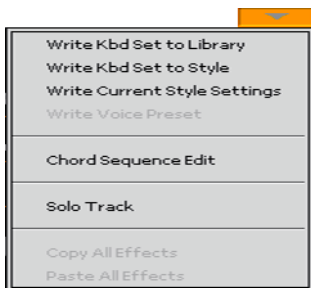 Write Kbd Set to Library
Write Kbd Set to Style
Write Current Style Settings
Write Voice Preset
Chord Sequence Edit
Solo Track
Copy All Effects
Paste All Effects